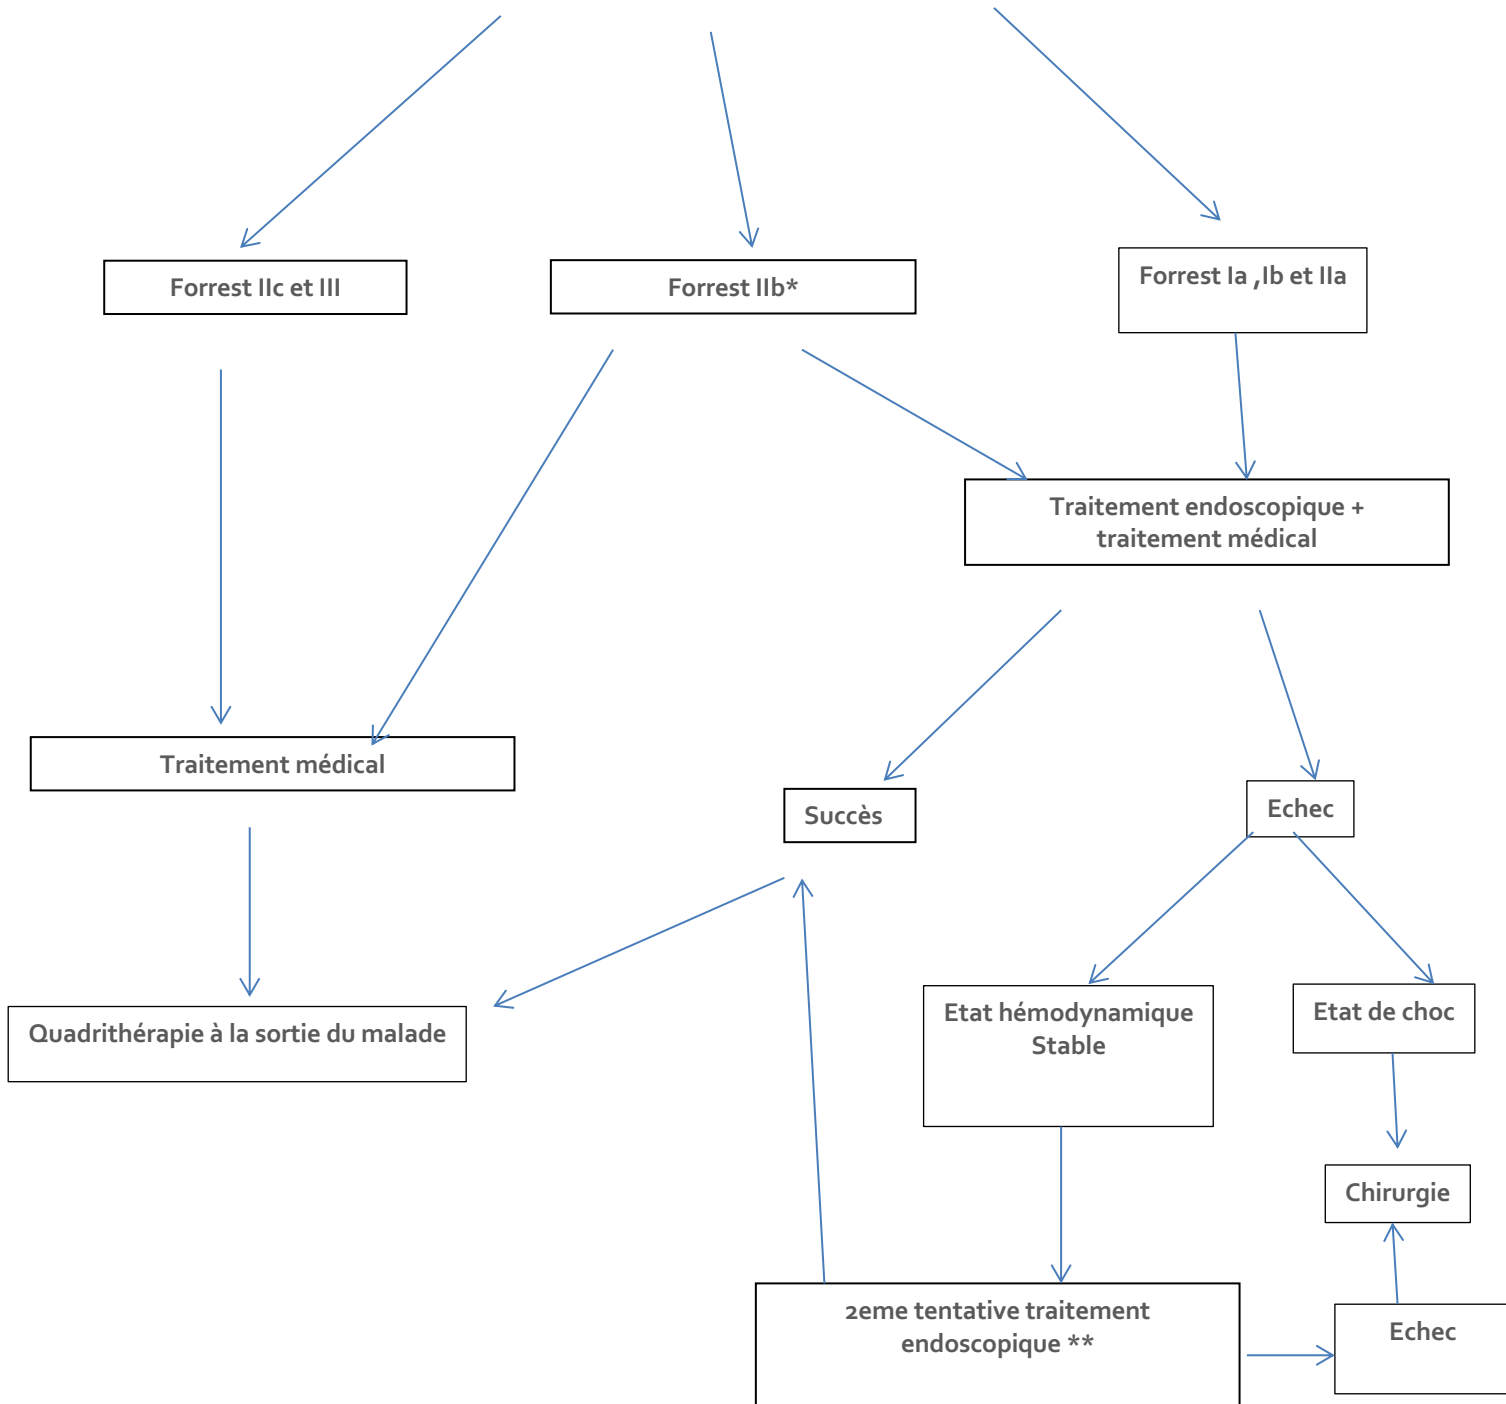 Forrest IIc et III
Forrest IIb*
Forrest Ia ,Ib et IIa
Traitement endoscopique +
traitement médical
Traitement médical
Succès
Echec
Quadrithérapie à la sortie du malade
Etat hémodynamique
Stable
Etat de choc
Chirurgie
2eme tentative traitement
endoscopique **
Echec